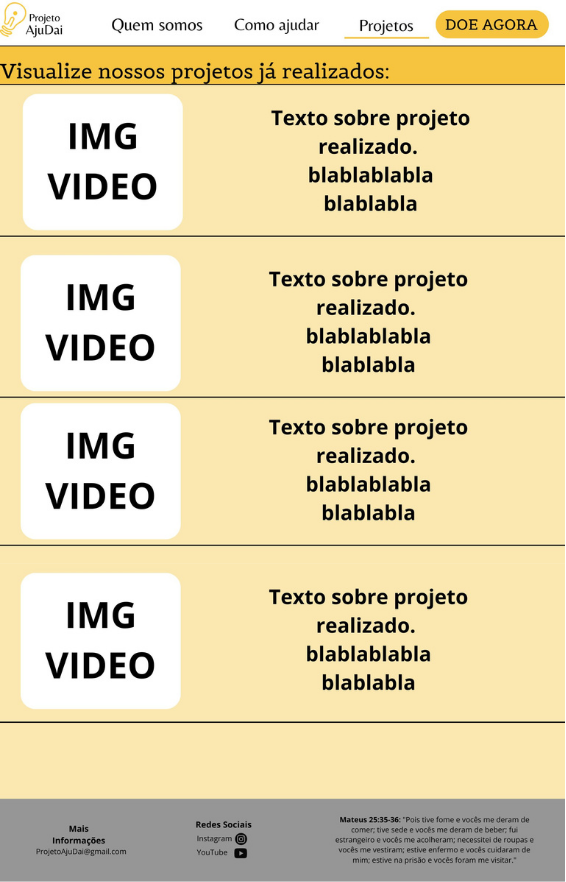 Projeto
AjuDai
Quem somos
Como ajudar
Projetos
DOE AGORA
Visualize nossos projetos já realizados:
IMG
VIDEO
Texto sobre projeto
realizado.
blablablabla
blablabla
IMG
VIDEO
Texto sobre projeto
realizado.
blablablabla
blablabla
IMG
VIDEO
Texto sobre projeto
realizado.
blablablabla
blablabla
IMG
VIDEO
Texto sobre projeto
realizado.
blablablabla
blablabla
Mais
Informações
ProjetoAjuDai@gmail.com
Redes Sociais
Instagram
YouTube
Mateus 25:35-36: "Pois tive fome e vocês me deram de
comer; tive sede e vocês me deram de beber; fui
estrangeiro e vocês me acolheram; necessitei de roupas e
vocês me vestiram; estive enfermo e vocês cuidaram de
mim; estive na prisão e vocês foram me visitar."